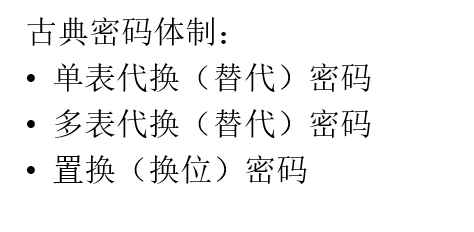 古典密码体制：
• 单表代换（替代）密码
• 多表代换（替代）密码
• 置换（换位）密码